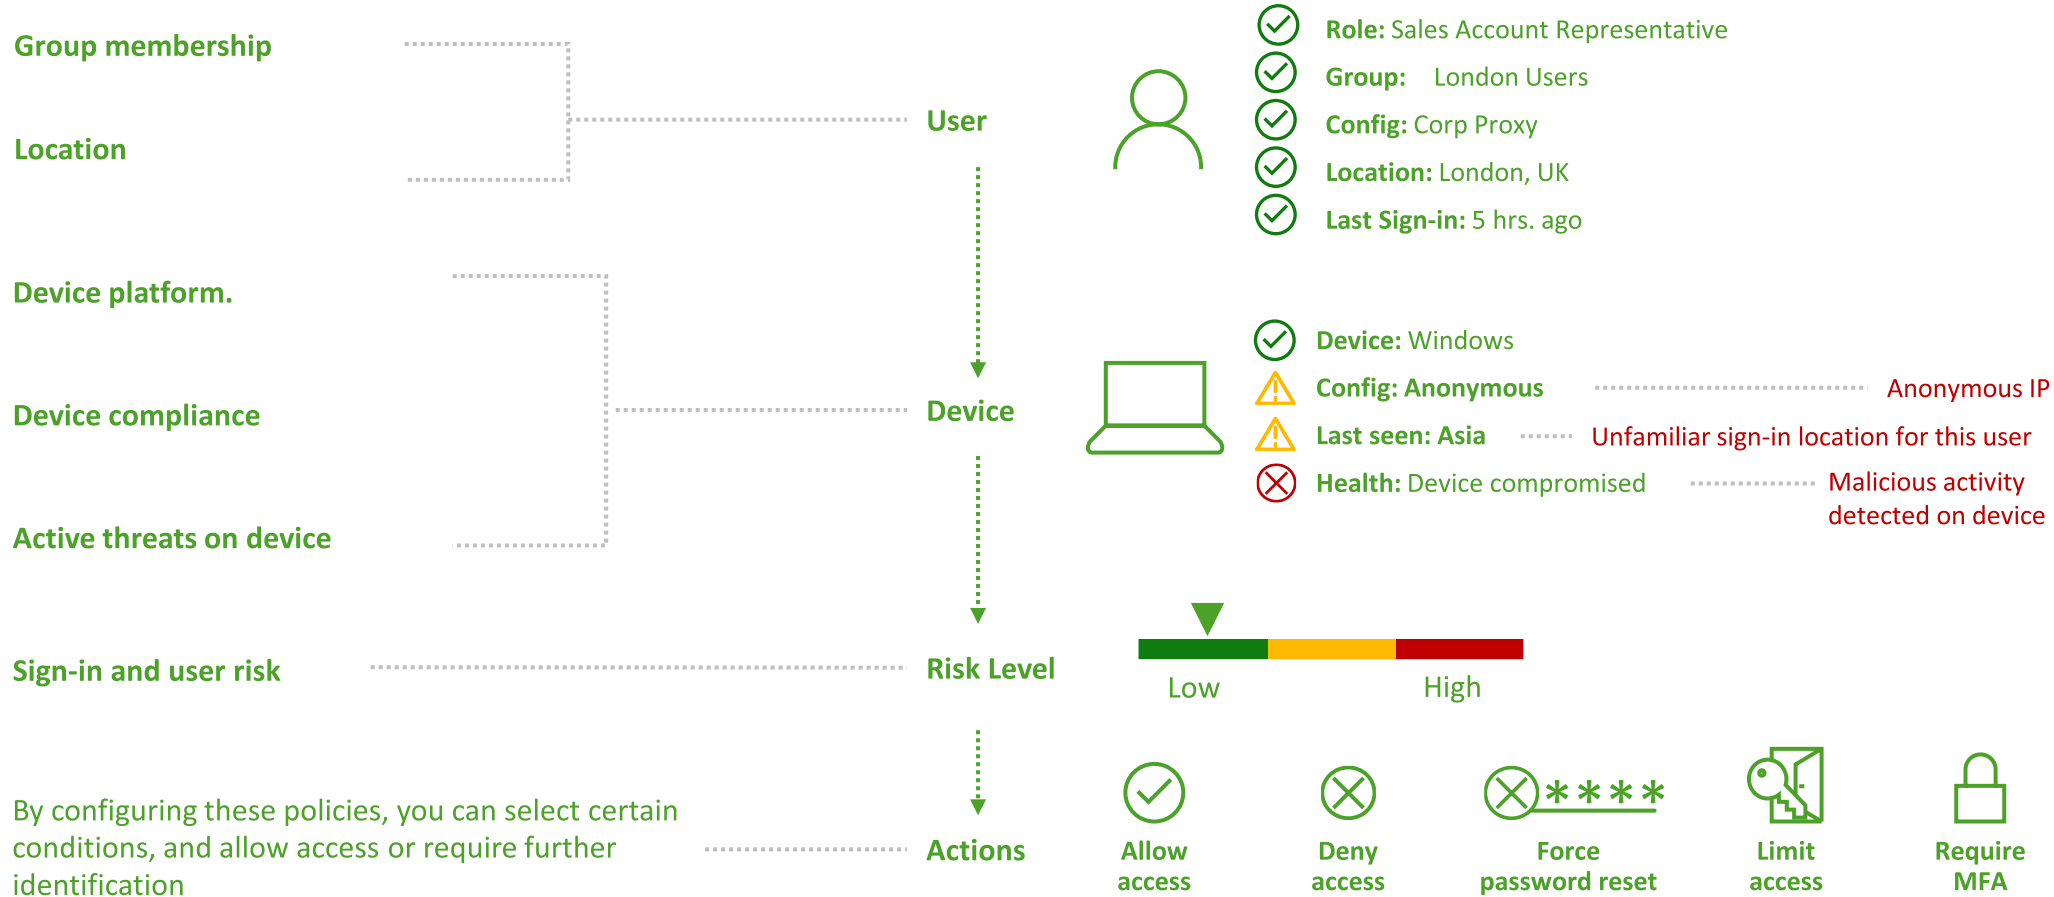 Group membership
Location
User
Role: Sales Account Representative
Group: London Users
Config: Corp Proxy
Location: London, UK
Last Sign-in: 5 hrs. ago
Device platform.
Device compliance
Active threats on device
Device
Device: Windows
Config: Anonymous
Anonymous IP
Last seen: Asia
Unfamiliar sign-in location for this user
Health: Device compromised
Malicious activity
detected on device
Sign-in and user risk
Risk Level
Low
High
By configuring these policies, you can select certain
conditions, and allow access or require further
identification
Actions
Allow
access
Deny
access
****
Force
password reset
Limit
access
Require
MFA